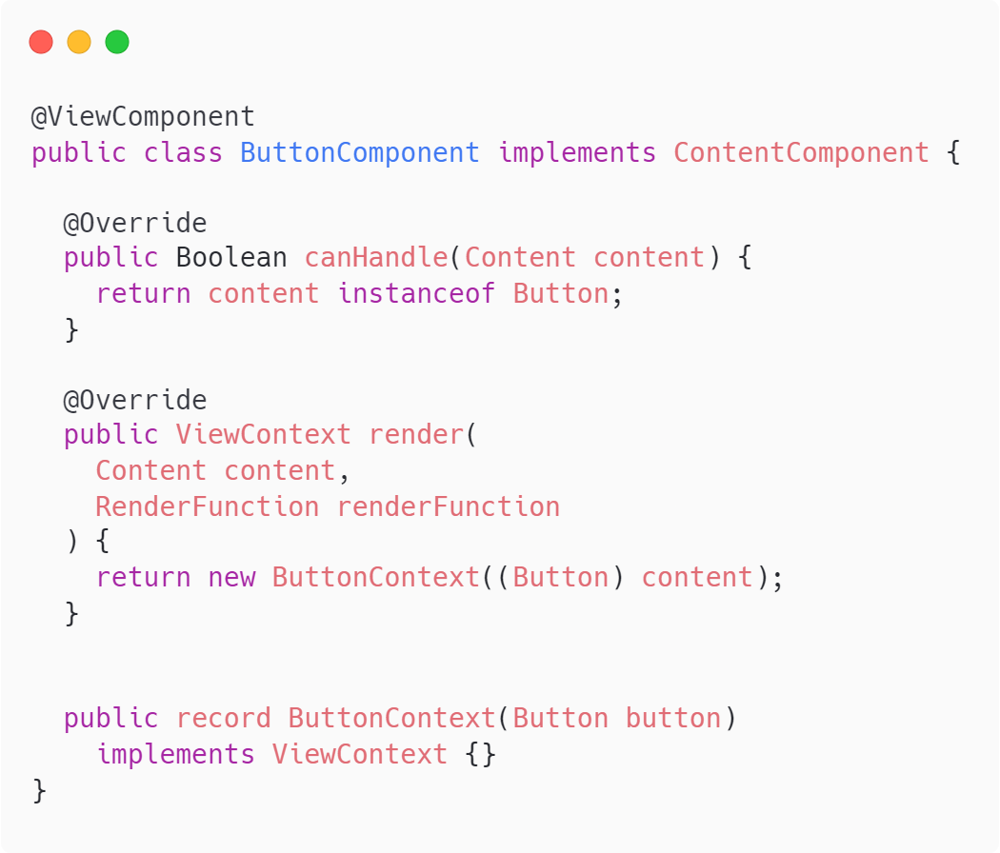 @ViewComponent
public class ButtonComponent implements ContentComponent {
  @Override
  public Boolean canHandle(Content content) {
    return content instanceof Button;
  }
  @Override
  public ViewContext render(
    Content content,
    RenderFunction renderFunction
  ) {
    return new ButtonContext((Button) content);
  }
  public record ButtonContext(Button button)
    implements ViewContext {}
}